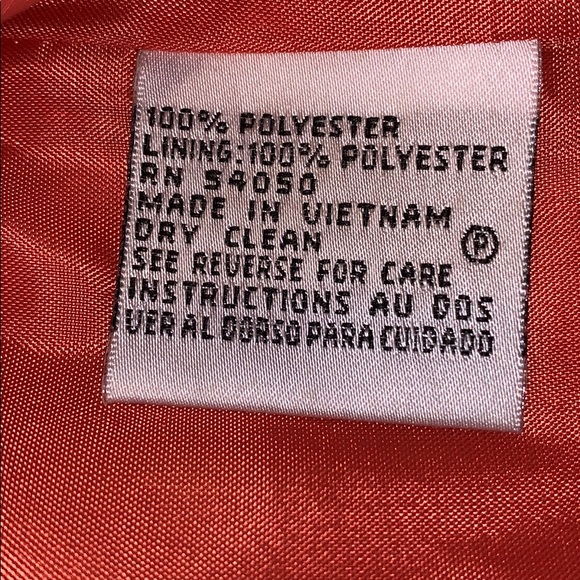 100% POLYESTER
LINING:100% POLYESTER
RN 54050
MADE IN VIETNAM
DRY CLEAN Ⓟ
SEE REVERSE FOR CARE
INSTRUCTIONS AU DOS
VER AL DORSO PARA CUIDADO